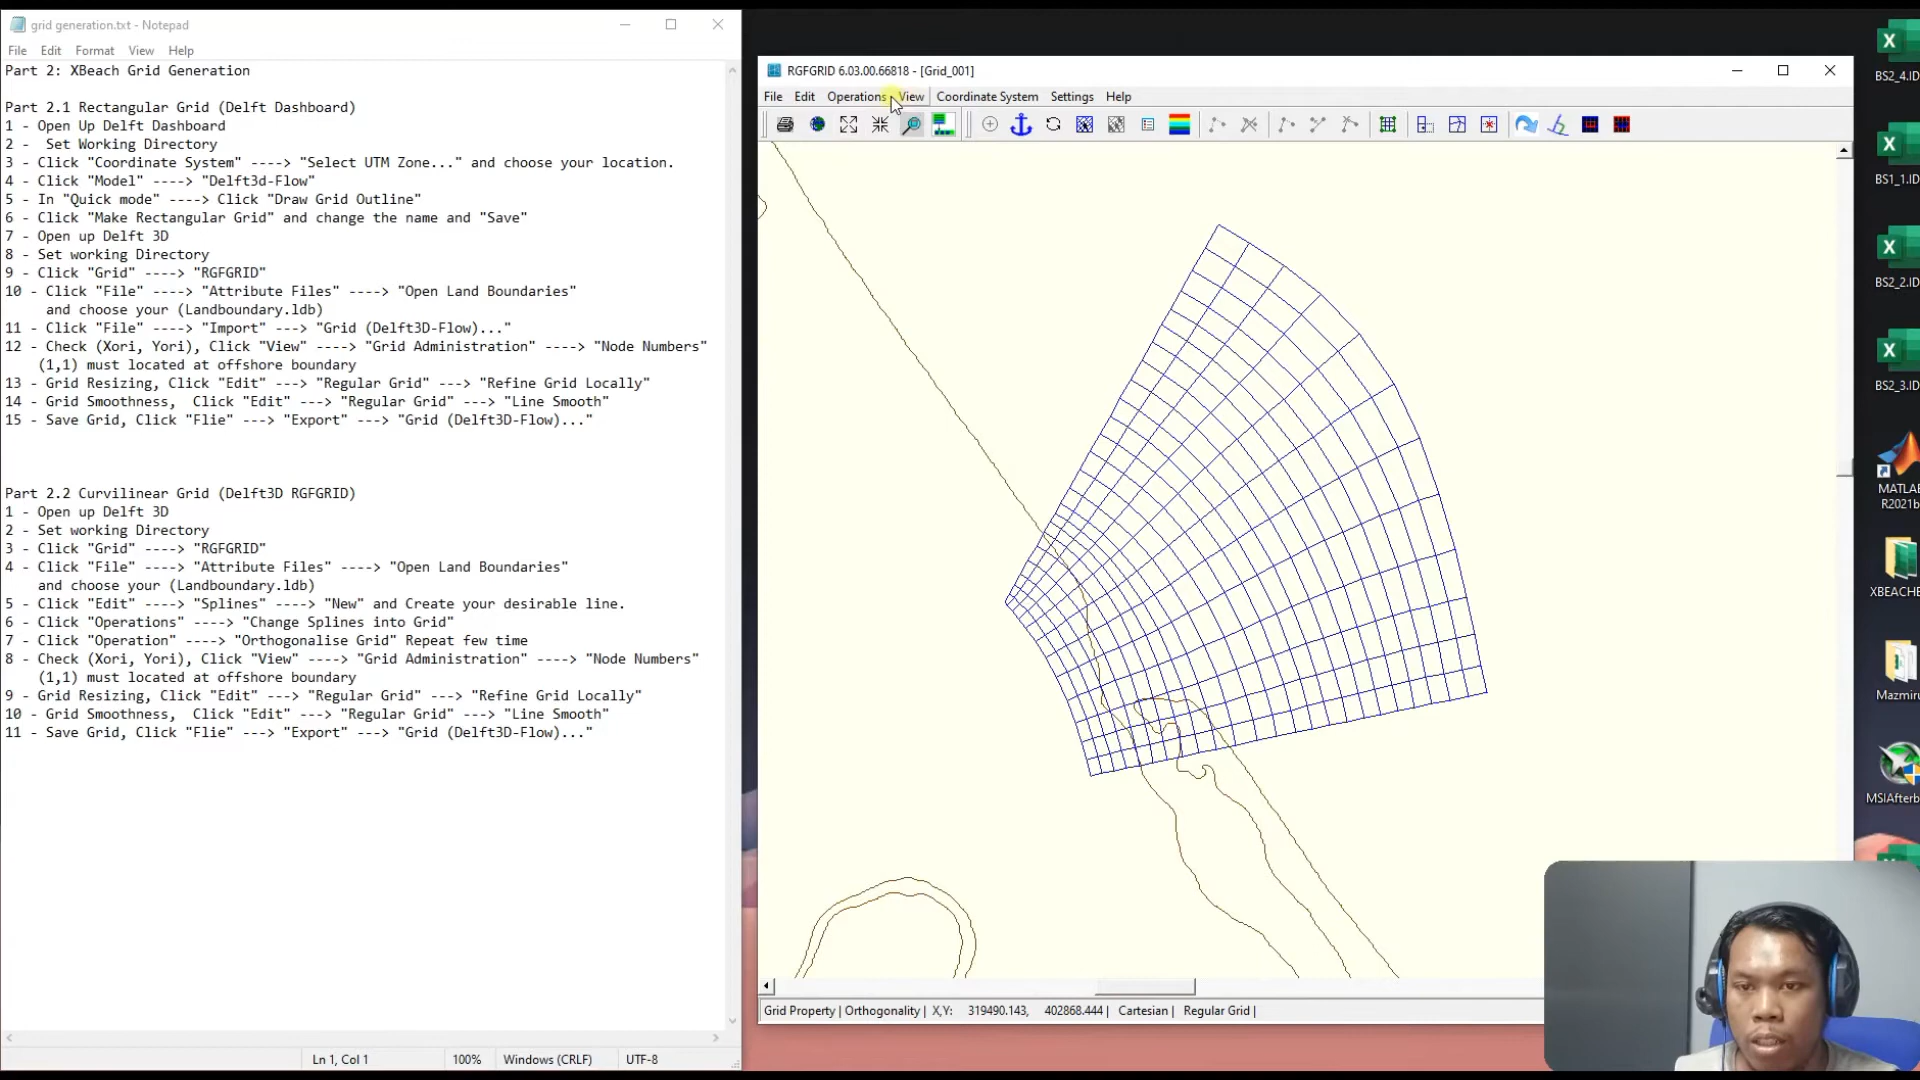 grid generation.txt - Notepad
File Edit Format View Help
Part 2: XBeach Grid Generation
Part 2.1 Rectangular Grid (Delft Dashboard)
1 - Open Up Delft Dashboard
2 -  Set Working Directory
3 - Click "Coordinate System" ----> "Select UTM Zone..." and choose your location.
4 - Click "Model" ----> "Delft3d-Flow"
5 - In "Quick mode" ----> Click "Draw Grid Outline"
6 - Click "Make Rectangular Grid" and change the name and "Save"
7 - Open up Delft 3D
8 - Set working Directory
9 - Click "Grid" ----> "RGFGRID"
10 - Click "File" ----> "Attribute Files" ----> "Open Land Boundaries"
and choose your (Landboundary.ldb)
11 - Click "File" ----> "Import" ---> "Grid (Delft3D-Flow)..."
12 - Check (Xori, Yori), Click "View" ----> "Grid Administration" ----> "Node Numbers"
(1,1) must located at offshore boundary
13 - Grid Resizing, Click "Edit" ---> "Regular Grid" ---> "Refine Grid Locally"
14 - Grid Smoothness,  Click "Edit" ---> "Regular Grid" ---> "Line Smooth"
15 - Save Grid, Click "Flie" ---> "Export" ---> "Grid (Delft3D-Flow)..."
Part 2.2 Curvilinear Grid (Delft3D RGFGRID)
1 - Open up Delft 3D
2 - Set working Directory
3 - Click "Grid" ----> "RGFGRID"
4 - Click "File" ----> "Attribute Files" ----> "Open Land Boundaries"
and choose your (Landboundary.ldb)
5 - Click "Edit" ----> "Splines" ----> "New" and Create your desirable line.
6 - Click "Operations" ----> "Change Splines into Grid"
7 - Click "Operation" ----> "Orthogonalise Grid" Repeat few time
8 - Check (Xori, Yori), Click "View" ----> "Grid Administration" ----> "Node Numbers"
(1,1) must located at offshore boundary
9 - Grid Resizing, Click "Edit" ---> "Regular Grid" ---> "Refine Grid Locally"
10 - Grid Smoothness,  Click "Edit" ---> "Regular Grid" ---> "Line Smooth"
11 - Save Grid, Click "Flie" ---> "Export" ---> "Grid (Delft3D-Flow)..."
Ln 1, Col 1 100% Windows (CRLF) UTF-8
RGFGRID 6.03.00.66818 - [Grid_001]
File Edit Operations View Coordinate System Settings Help
Grid Property | Orthogonality | X,Y: 319490.143, 402868.444 | Cartesian | Regular Grid |
BS2_4.ID
BS1_1.ID
BS2_2.ID
BS2_3.ID
MATLAB
R2021b
XBEACHE
Mazmiru
MSIAfterb